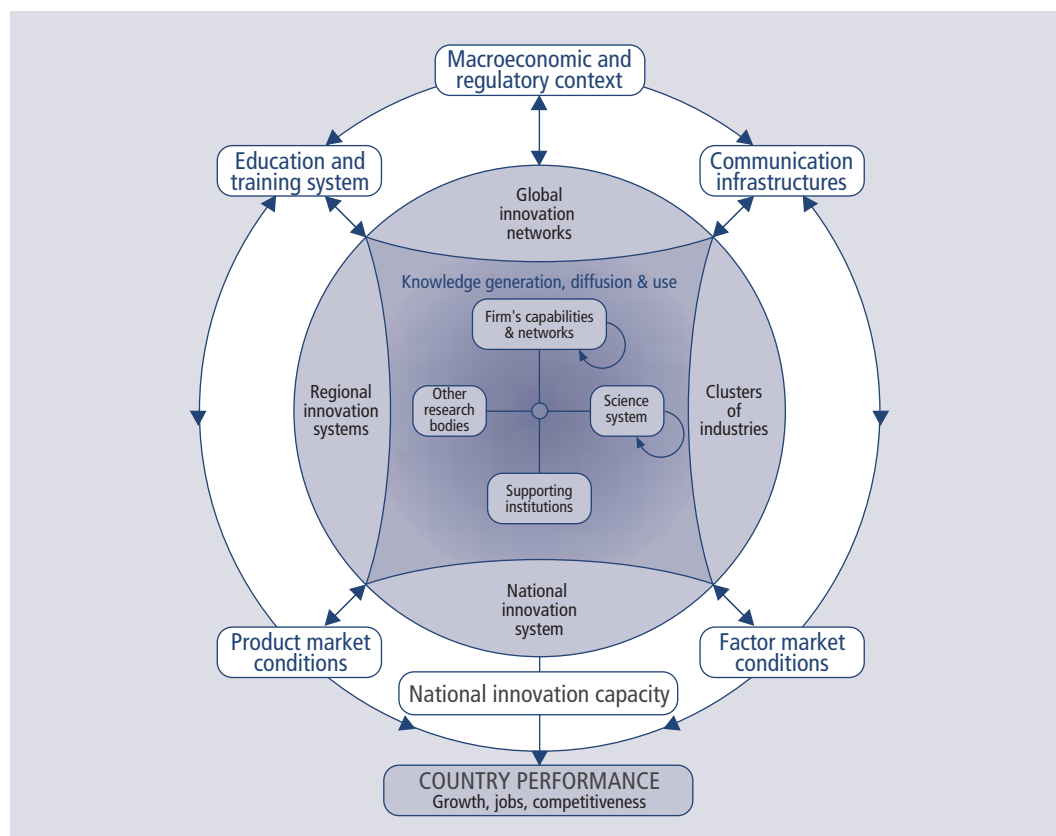 Macroeconomic and
regulatory context
Education and
training system
Communication
infrastructures
Global
innovation
networks
Knowledge generation, diffusion & use
Firm's capabilities
& networks
Regional
innovation
systems
Other
research
bodies
Science
system
Clusters
of
industries
Supporting
institutions
National
innovation
system
Product market
conditions
Factor market
conditions
National innovation capacity
COUNTRY PERFORMANCE
Growth, jobs, competitiveness